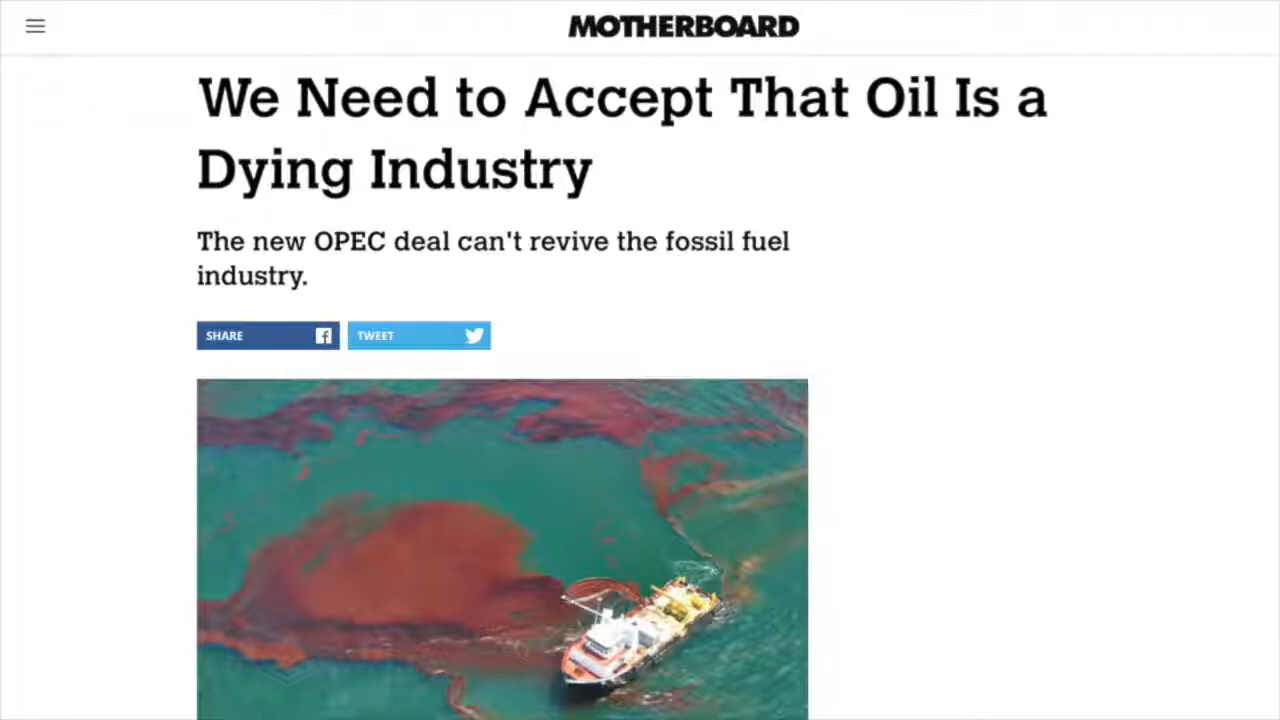 MOTHERBOARD
We Need to Accept That Oil Is a
Dying Industry
The new OPEC deal can't revive the fossil fuel
industry.
SHARE
TWEET